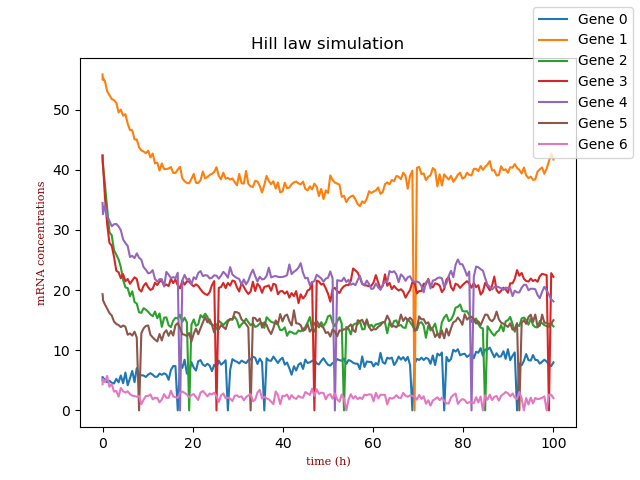 Hill law simulation
Gene 0
Gene 1
Gene 2
Gene 3
Gene 4
Gene 5
Gene 6
mRNA concentrations
50
40
30
20
10
0
0
20
40
60
80
100
time (h)